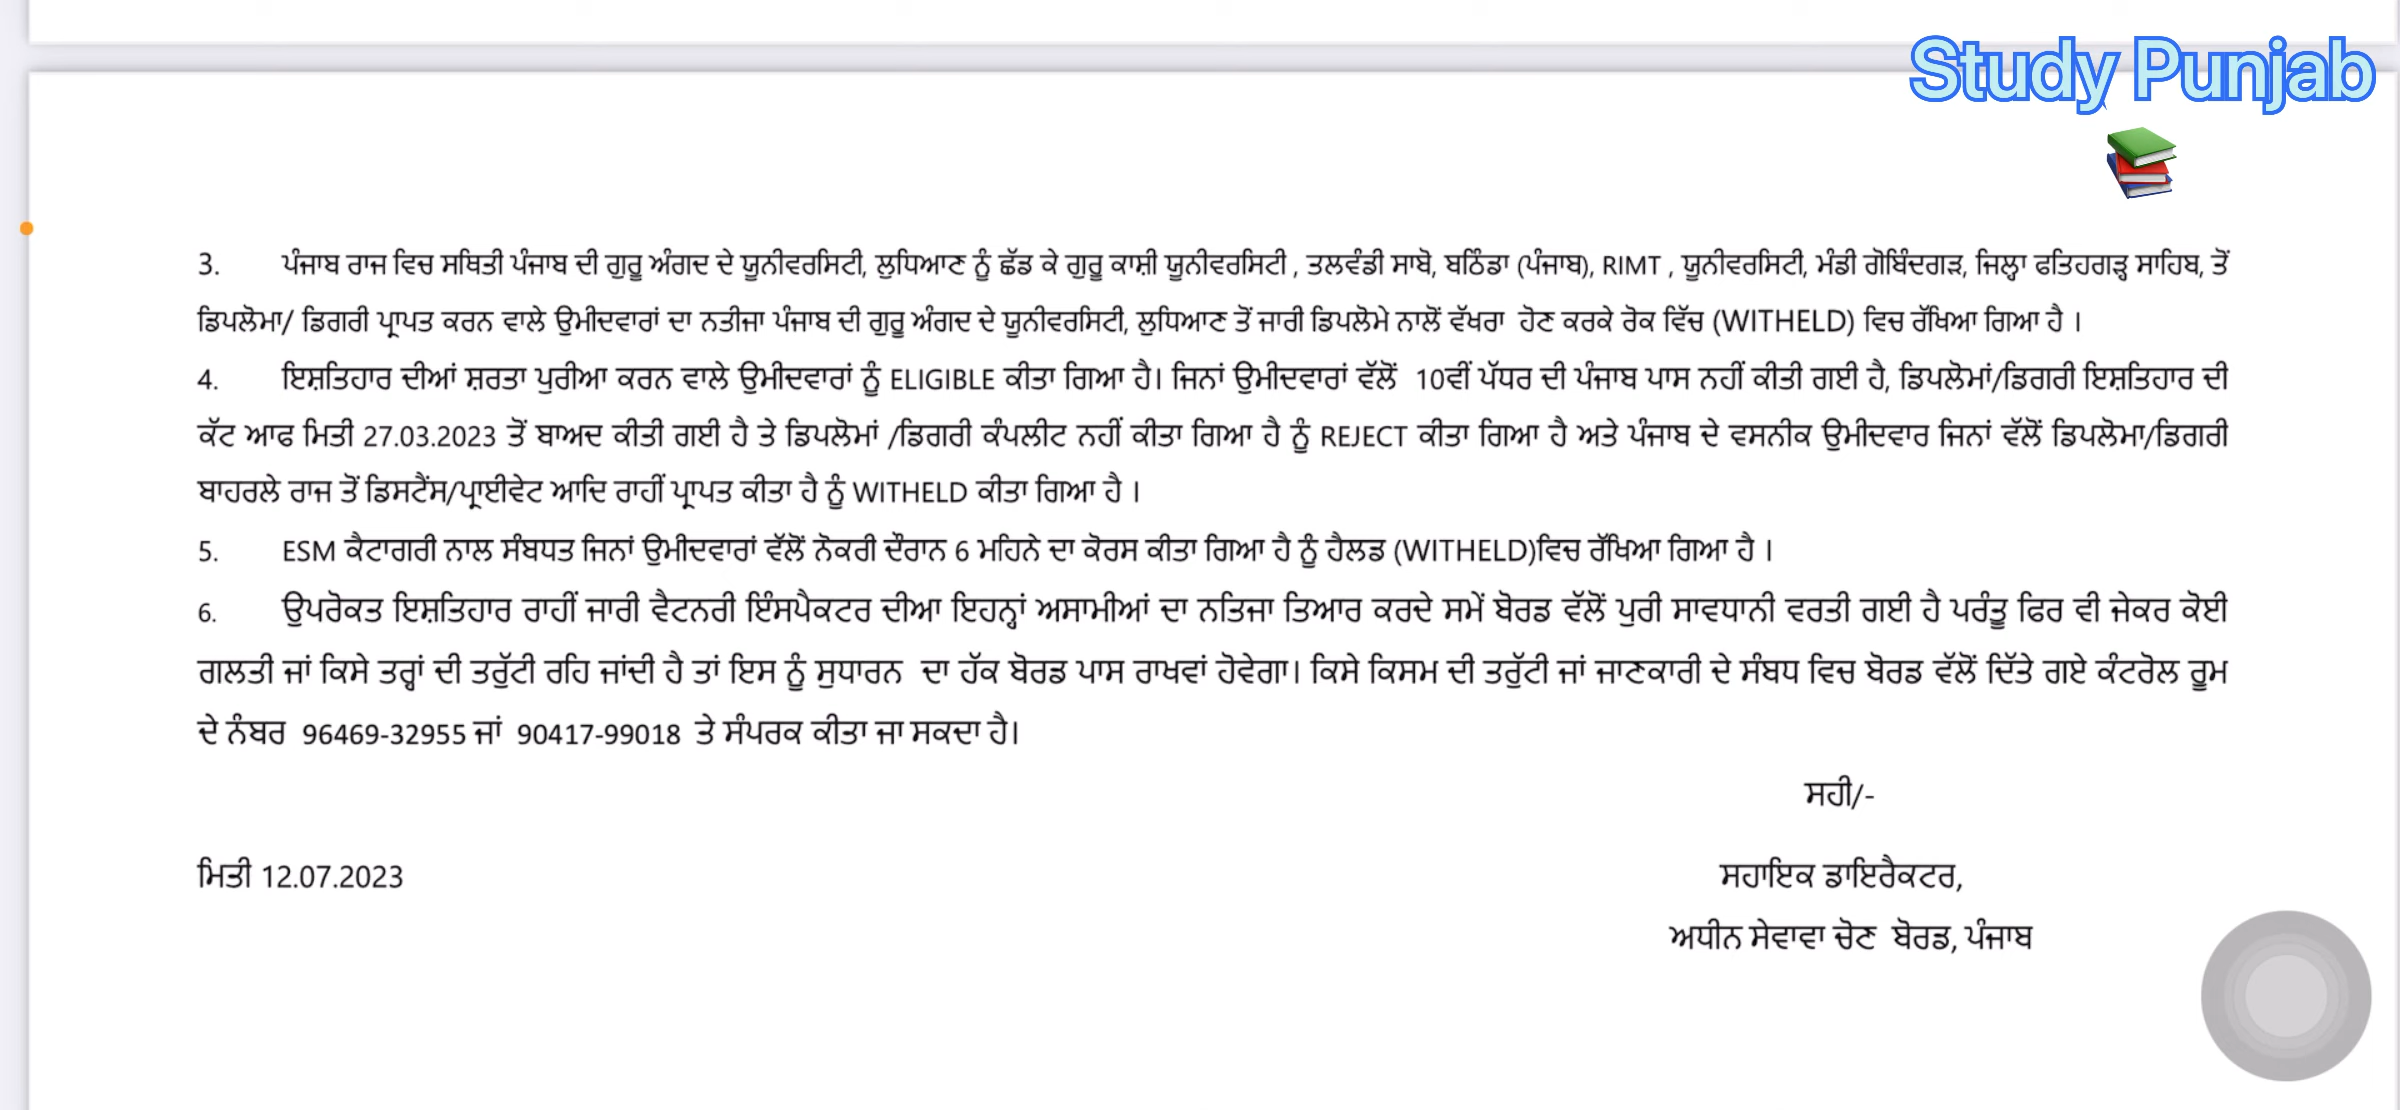 Study Punjab
3. ਪੰਜਾਬ ਰਾਜ ਵਿਚ ਸਥਿਤੀ ਪੰਜਾਬ ਦੀ ਗੁਰੂ ਅੰਗਦ ਦੇ ਯੂਨੀਵਰਸਿਟੀ, ਲੁਧਿਆਣ ਨੂੰ ਛੱਡ ਕੇ ਗੁਰੂ ਕਾਸ਼ੀ ਯੂਨੀਵਰਸਿਟੀ , ਤਲਵੰਡੀ ਸਾਬੋ, ਬਠਿੰਡਾ (ਪੰਜਾਬ), RIMT , ਯੂਨੀਵਰਸਿਟੀ, ਮੰਡੀ ਗੋਬਿੰਦਗੜ, ਜਿਲ੍ਹਾ ਫਤਿਹਗੜ੍ਹ ਸਾਹਿਬ, ਤੋਂ
ਡਿਪਲੋਮਾ/ ਡਿਗਰੀ ਪ੍ਰਾਪਤ ਕਰਨ ਵਾਲੇ ਉਮੀਦਵਾਰਾਂ ਦਾ ਨਤੀਜਾ ਪੰਜਾਬ ਦੀ ਗੁਰੂ ਅੰਗਦ ਦੇ ਯੂਨੀਵਰਸਿਟੀ, ਲੁਧਿਆਣ ਤੋਂ ਜਾਰੀ ਡਿਪਲੋਮੇ ਨਾਲੋਂ ਵੱਖਰਾ ਹੋਣ ਕਰਕੇ ਰੋਕ ਵਿੱਚ (WITHELD) ਵਿਚ ਰੱਖਿਆ ਗਿਆ ਹੈ ।
4. ਇਸ਼ਤਿਹਾਰ ਦੀਆਂ ਸ਼ਰਤਾ ਪੁਰੀਆ ਕਰਨ ਵਾਲੇ ਉਮੀਦਵਾਰਾਂ ਨੂੰ ELIGIBLE ਕੀਤਾ ਗਿਆ ਹੈ। ਜਿਨਾਂ ਉਮੀਦਵਾਰਾਂ ਵੱਲੋਂ 10ਵੀਂ ਪੱਧਰ ਦੀ ਪੰਜਾਬ ਪਾਸ ਨਹੀਂ ਕੀਤੀ ਗਈ ਹੈ, ਡਿਪਲੋਮਾਂ/ਡਿਗਰੀ ਇਸ਼ਤਿਹਾਰ ਦੀ
ਕੱਟ ਆਫ ਮਿਤੀ 27.03.2023 ਤੋਂ ਬਾਅਦ ਕੀਤੀ ਗਈ ਹੈ ਤੇ ਡਿਪਲੋਮਾਂ /ਡਿਗਰੀ ਕੰਪਲੀਟ ਨਹੀਂ ਕੀਤਾ ਗਿਆ ਹੈ ਨੂੰ REJECT ਕੀਤਾ ਗਿਆ ਹੈ ਅਤੇ ਪੰਜਾਬ ਦੇ ਵਸਨੀਕ ਉਮੀਦਵਾਰ ਜਿਨਾਂ ਵੱਲੋਂ ਡਿਪਲੋਮਾ/ਡਿਗਰੀ
ਬਾਹਰਲੇ ਰਾਜ ਤੋਂ ਡਿਸਟੈਂਸ/ਪ੍ਰਾਈਵੇਟ ਆਦਿ ਰਾਹੀਂ ਪ੍ਰਾਪਤ ਕੀਤਾ ਹੈ ਨੂੰ WITHELD ਕੀਤਾ ਗਿਆ ਹੈ ।
5. ESM ਕੈਟਾਗਰੀ ਨਾਲ ਸੰਬਧਤ ਜਿਨਾਂ ਉਮੀਦਵਾਰਾਂ ਵੱਲੋਂ ਨੋਕਰੀ ਦੌਰਾਨ 6 ਮਹਿਨੇ ਦਾ ਕੋਰਸ ਕੀਤਾ ਗਿਆ ਹੈ ਨੂੰ ਹੈਲਡ (WITHELD)ਵਿਚ ਰੱਖਿਆ ਗਿਆ ਹੈ ।
6. ਉਪਰੋਕਤ ਇਸ਼ਤਿਹਾਰ ਰਾਹੀਂ ਜਾਰੀ ਵੈਟਨਰੀ ਇੰਸਪੈਕਟਰ ਦੀਆ ਇਹਨ੍ਹਾਂ ਅਸਾਮੀਆਂ ਦਾ ਨਤਿਜਾ ਤਿਆਰ ਕਰਦੇ ਸਮੇਂ ਬੋਰਡ ਵੱਲੋਂ ਪੁਰੀ ਸਾਵਧਾਨੀ ਵਰਤੀ ਗਈ ਹੈ ਪਰੰਤੂ ਫਿਰ ਵੀ ਜੇਕਰ ਕੋਈ
ਗਲਤੀ ਜਾਂ ਕਿਸੇ ਤਰ੍ਹਾਂ ਦੀ ਤਰੁੱਟੀ ਰਹਿ ਜਾਂਦੀ ਹੈ ਤਾਂ ਇਸ ਨੂੰ ਸੁਧਾਰਨ ਦਾ ਹੱਕ ਬੋਰਡ ਪਾਸ ਰਾਖਵਾਂ ਹੋਵੇਗਾ। ਕਿਸੇ ਕਿਸਮ ਦੀ ਤਰੁੱਟੀ ਜਾਂ ਜਾਣਕਾਰੀ ਦੇ ਸੰਬਧ ਵਿਚ ਬੋਰਡ ਵੱਲੋਂ ਦਿੱਤੇ ਗਏ ਕੰਟਰੋਲ ਰੂਮ
ਦੇ ਨੰਬਰ 96469-32955 ਜਾਂ 90417-99018 ਤੇ ਸੰਪਰਕ ਕੀਤਾ ਜਾ ਸਕਦਾ ਹੈ।
ਸਹੀ/-
ਮਿਤੀ 12.07.2023
ਸਹਾਇਕ ਡਾਇਰੈਕਟਰ,
ਅਧੀਨ ਸੇਵਾਵਾ ਚੋਣ ਬੋਰਡ, ਪੰਜਾਬ